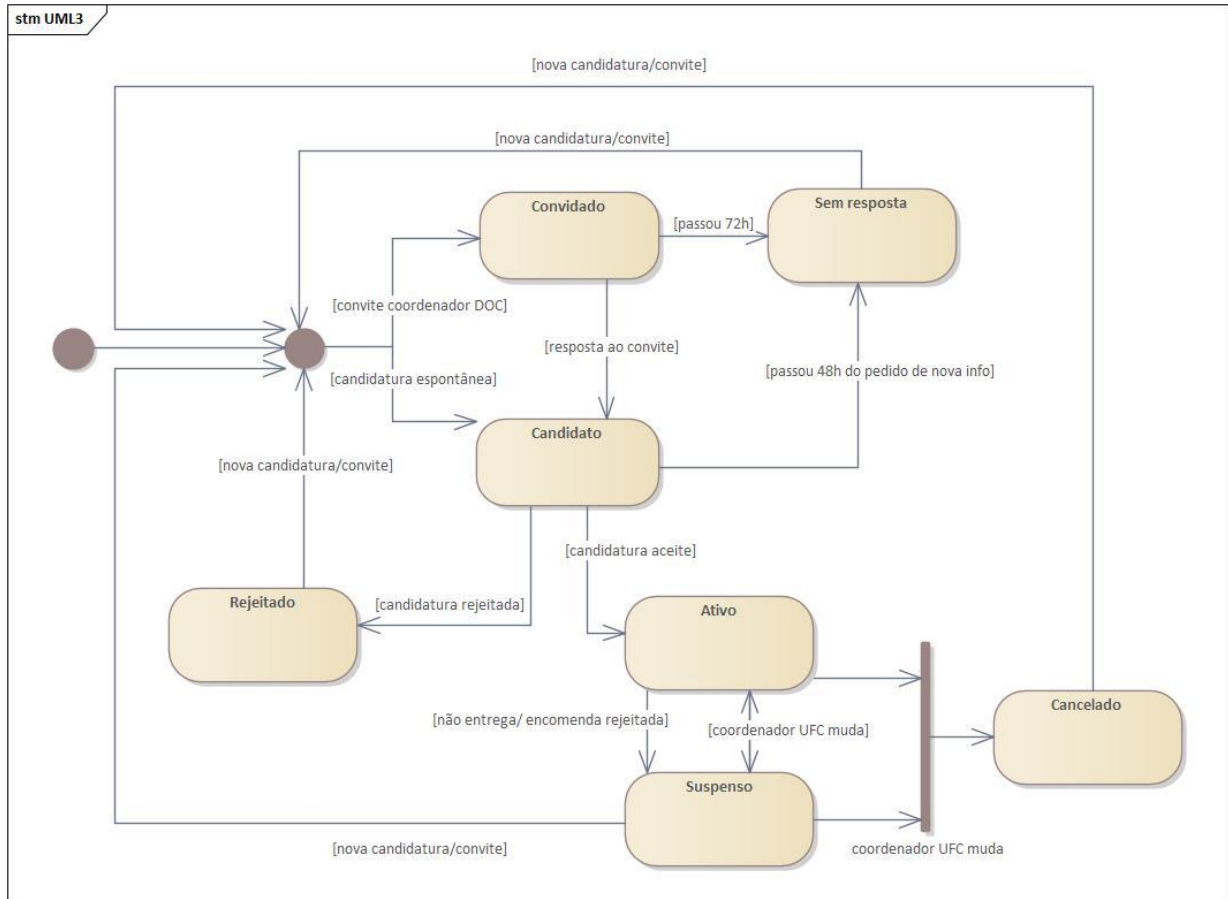 stm UML3
[nova candidatura/convite]
[nova candidatura/convite]
Convidado
Sem resposta
[passou 72h]
[convite coordenador DOC]
[resposta ao convite]
[passou 48h do pedido de nova info]
[candidatura espontânea]
Candidato
[nova candidatura/convite]
[candidatura aceite]
Rejeitado
[candidatura rejeitada]
Ativo
Cancelado
[não entrega/ encomenda rejeitada]
[coordenador UFC muda]
Suspenso
[nova candidatura/convite]
coordenador UFC muda